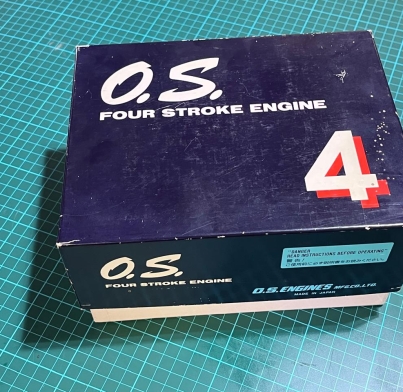 O.S.
FOUR STROKE ENGINE
4
O.S.
FOUR STROKE ENGINE
"DANGER
READ INSTRUCTIONS BEFORE OPERATING"
O.S. ENGINES MFG.CO.LTD.
MADE IN JAPAN